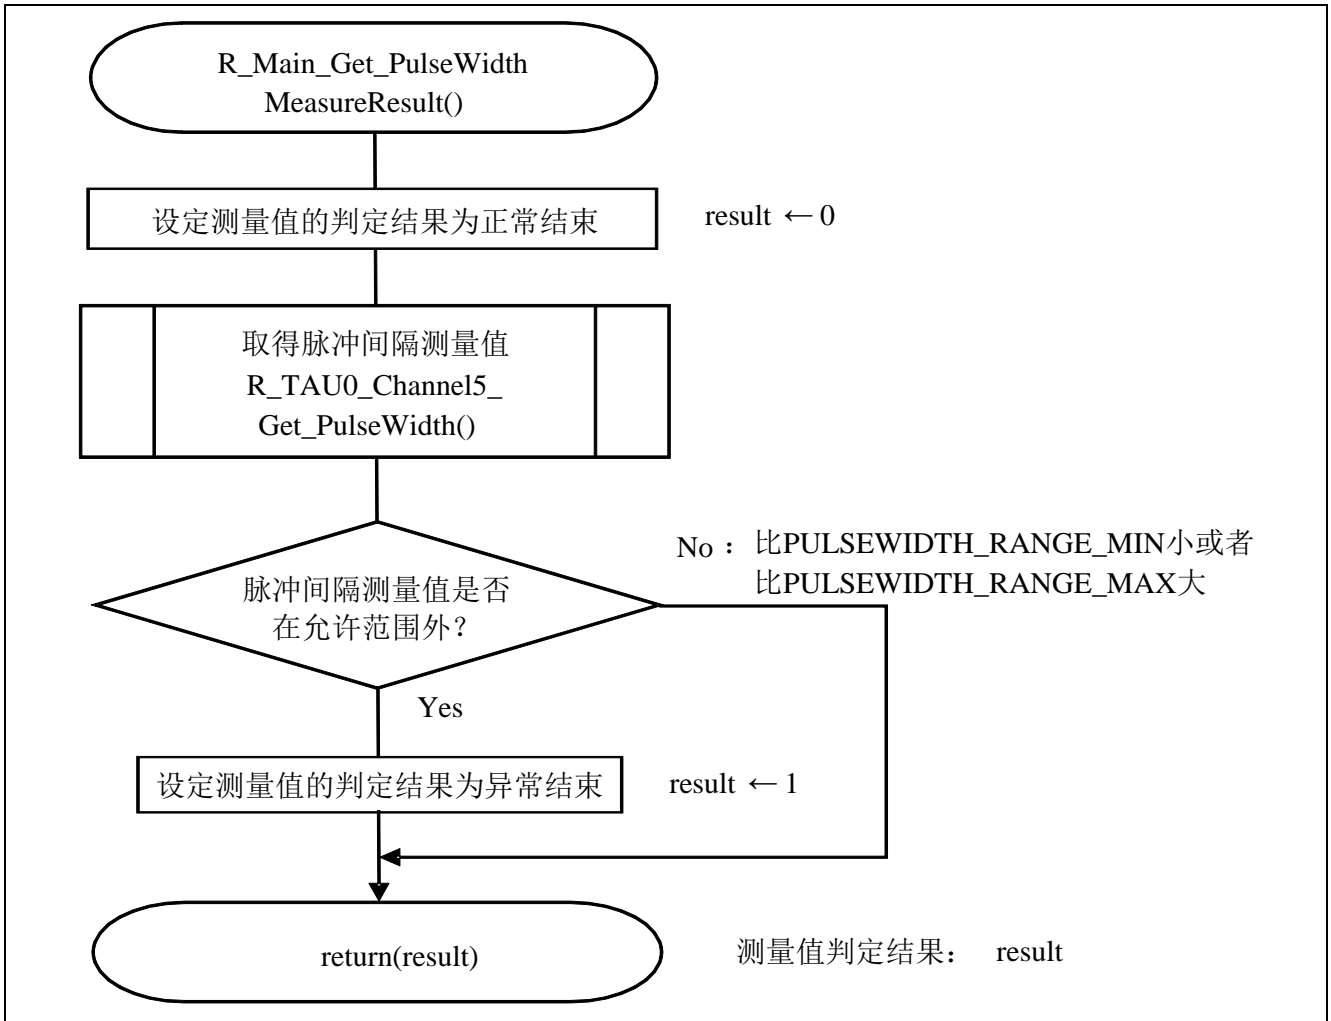 R_Main_Get_PulseWidth
MeasureResult()
设定测量值的判定结果为正常结束
result ← 0
取得脉冲间隔测量值
R_TAU0_Channel5_
Get_PulseWidth()
No ： 比PULSEWIDTH_RANGE_MIN小或者
比PULSEWIDTH_RANGE_MAX大
脉冲间隔测量值是否
在允许范围外？
Yes
设定测量值的判定结果为异常结束
result ← 1
return(result)
测量值判定结果： result